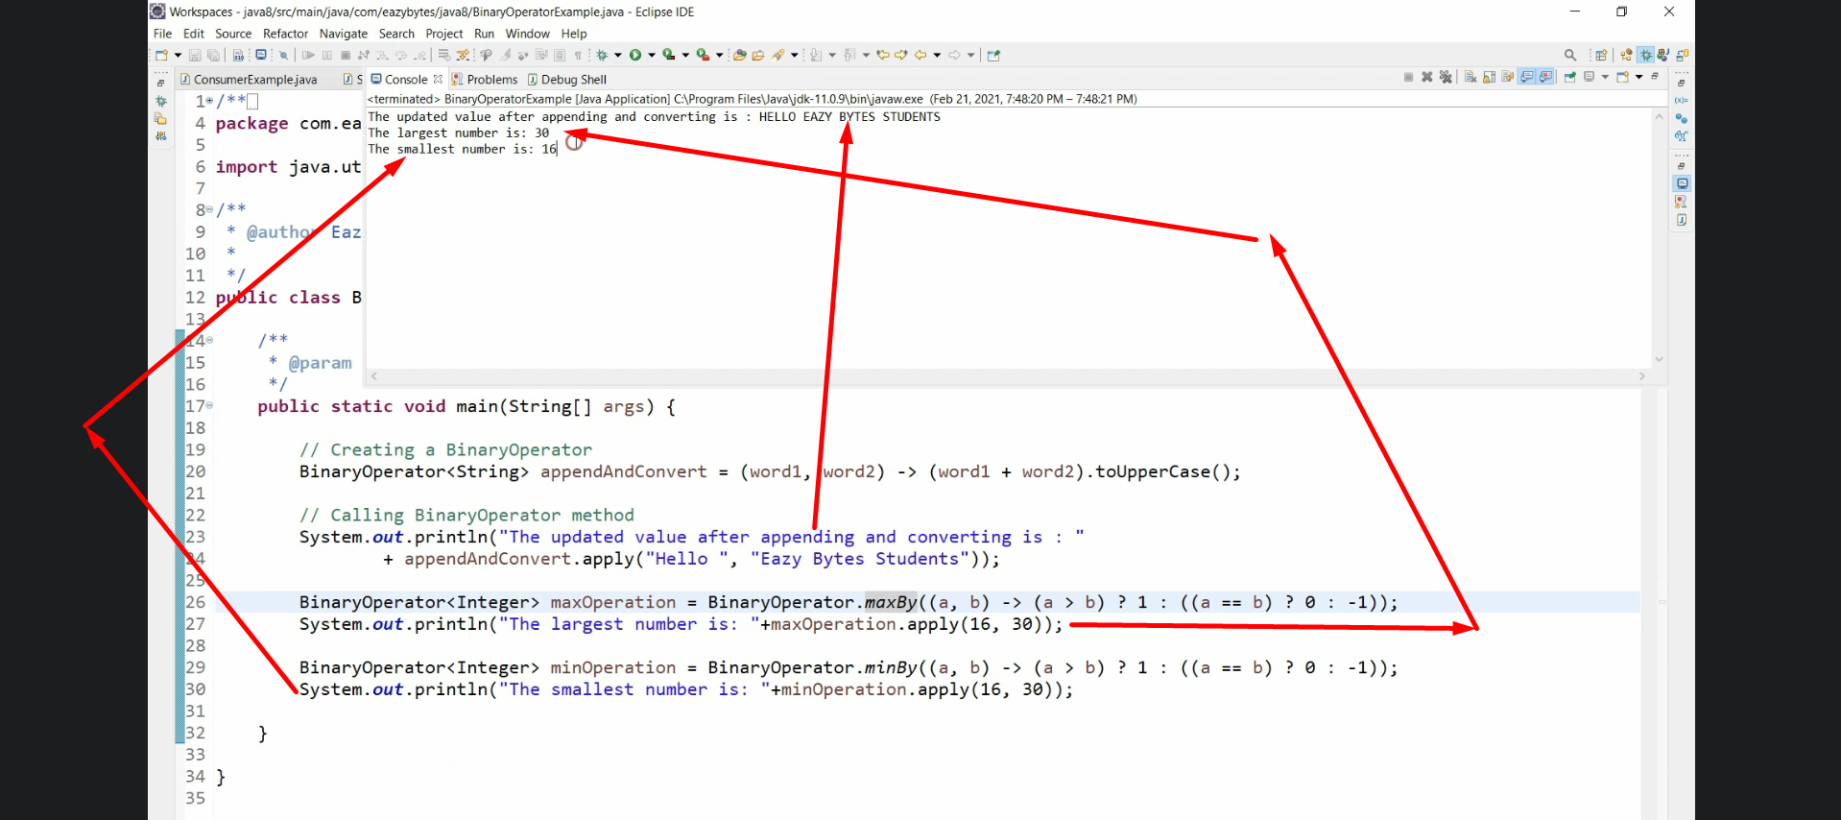 Workspaces - java8/src/main/java/com/eazybytes/java8/BinaryOperatorExample.java - Eclipse IDE
File Edit Source Refactor Navigate Search Project Run Window Help
ConsumerExample.java S Console Problems Debug Shell
<terminated> BinaryOperatorExample [Java Application] C:\Program Files\Java\jdk-11.0.9\bin\javaw.exe (Feb 21, 2021, 7:48:20 PM – 7:48:21 PM)
The updated value after appending and converting is : HELLO EAZY BYTES STUDENTS
The largest number is: 30
The smallest number is: 16
1 /**
4 package com.ea
5
6 import java.ut
7
8 /**
9 * @author Eaz
10 *
11 */
12 public class B
13
14 /**
15 * @param
16 */
17 public static void main(String[] args) {
18
19 // Creating a BinaryOperator
20 BinaryOperator<String> appendAndConvert = (word1, word2) -> (word1 + word2).toUpperCase();
21
22 // Calling BinaryOperator method
23 System.out.println("The updated value after appending and converting is : "
24 + appendAndConvert.apply("Hello ", "Eazy Bytes Students"));
25
26 BinaryOperator<Integer> maxOperation = BinaryOperator.maxBy((a, b) -> (a > b) ? 1 : ((a == b) ? 0 : -1));
27 System.out.println("The largest number is: "+maxOperation.apply(16, 30));
28
29 BinaryOperator<Integer> minOperation = BinaryOperator.minBy((a, b) -> (a > b) ? 1 : ((a == b) ? 0 : -1));
30 System.out.println("The smallest number is: "+minOperation.apply(16, 30));
31
32 }
33
34 }
35